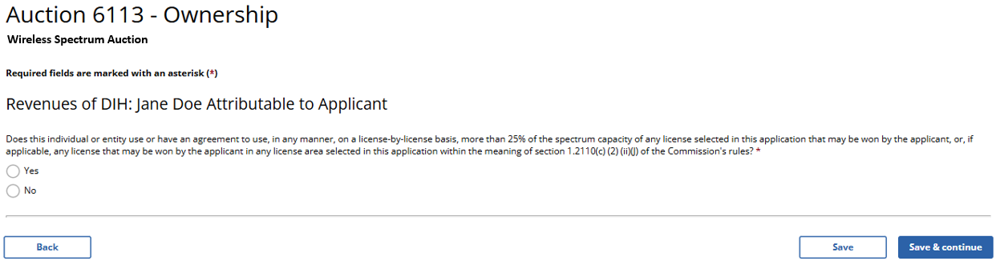 Auction 6113 - Ownership
Wireless Spectrum Auction
Required fields are marked with an asterisk (*)
Revenues of DIH: Jane Doe Attributable to Applicant
Does this individual or entity use or have an agreement to use, in any manner, on a license-by-license basis, more than 25% of the spectrum capacity of any license selected in this application that may be won by the applicant, or, if
applicable, any license that may be won by the applicant in any license area selected in this application within the meaning of section 1.2110(c) (2) (ii)(J) of the Commission's rules? *
Yes
No
Back
Save
Save & continue